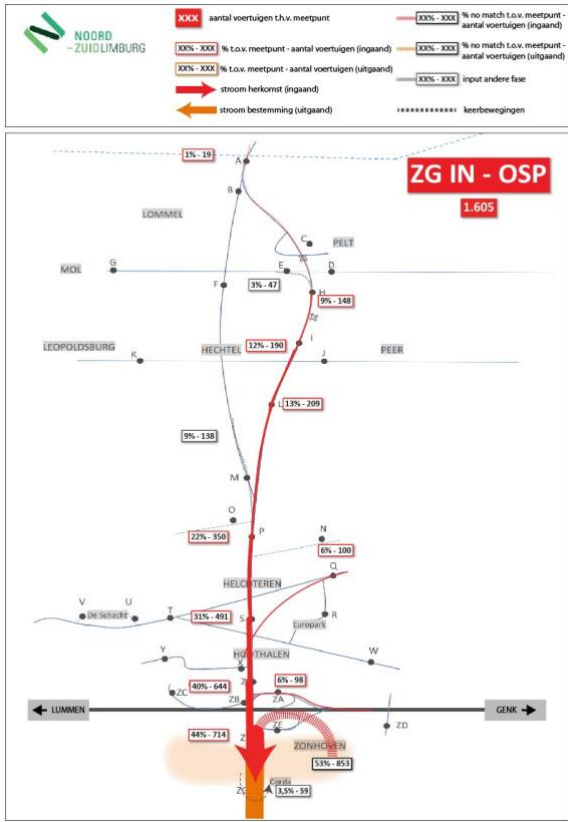 NOORD
-ZUIDLIMBURG
XXX aantal voertuigen t.h.v. meetpunt
XX% - XXX % t.o.v. meetpunt - aantal voertuigen (ingaand)
XX% - XXX % t.o.v. meetpunt - aantal voertuigen (uitgaand)
stroom herkomst (ingaand)
stroom bestemming (uitgaand)
XX% - XXX % no match t.o.v. meetpunt -
aantal voertuigen (ingaand)
XX% - XXX % no match t.o.v. meetpunt -
aantal voertuigen (uitgaand)
XX% - XXX input andere fase
keerbewegingen
ZG IN - OSP
1.605
1% - 19
A
B
LOMMEL
C
PELT
MOL
G
E
D
3% - 47
F
H
9% - 148
LEOPOLDSBURG
HECHTEL
12% - 190
I
PEER
K
J
L
13% - 209
9% - 138
M
O
P
N
22% - 350
6% - 100
Q
HELCHTEREN
V
U
De Schacht
T
31% - 491
S
R
Europark
HOUTHALEN
Y
X
W
ZC
40% - 644
6% - 98
ZB
ZA
LUMMEN
GENK
ZD
44% - 714
ZE
ZONHOVEN
53% - 853
Corda
3,5% - 59